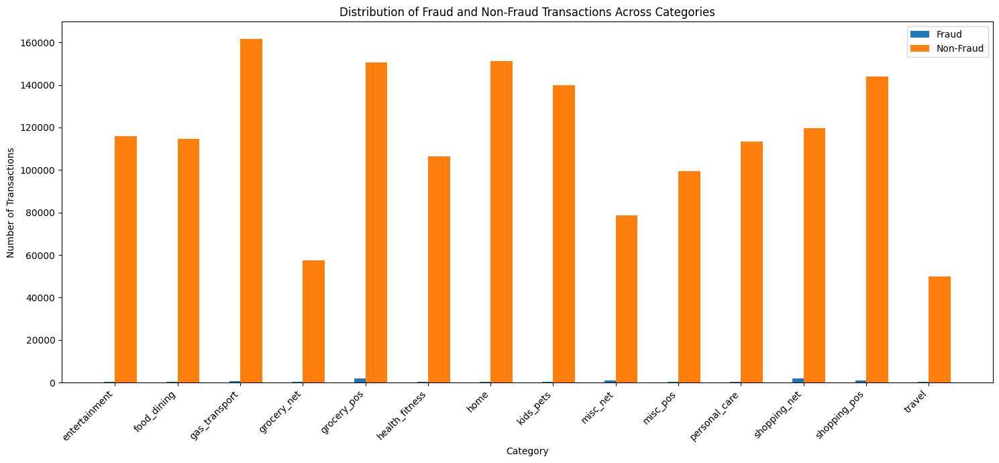 Distribution of Fraud and Non-Fraud Transactions Across Categories
Fraud
Non-Fraud
Number of Transactions
160000
140000
120000
100000
80000
60000
40000
20000
0
entertainment
food_dining
gas_transport
grocery_net
grocery_pos
health_fitness
home
kids_pets
misc_net
misc_pos
personal_care
shopping_net
shopping_pos
travel
Category